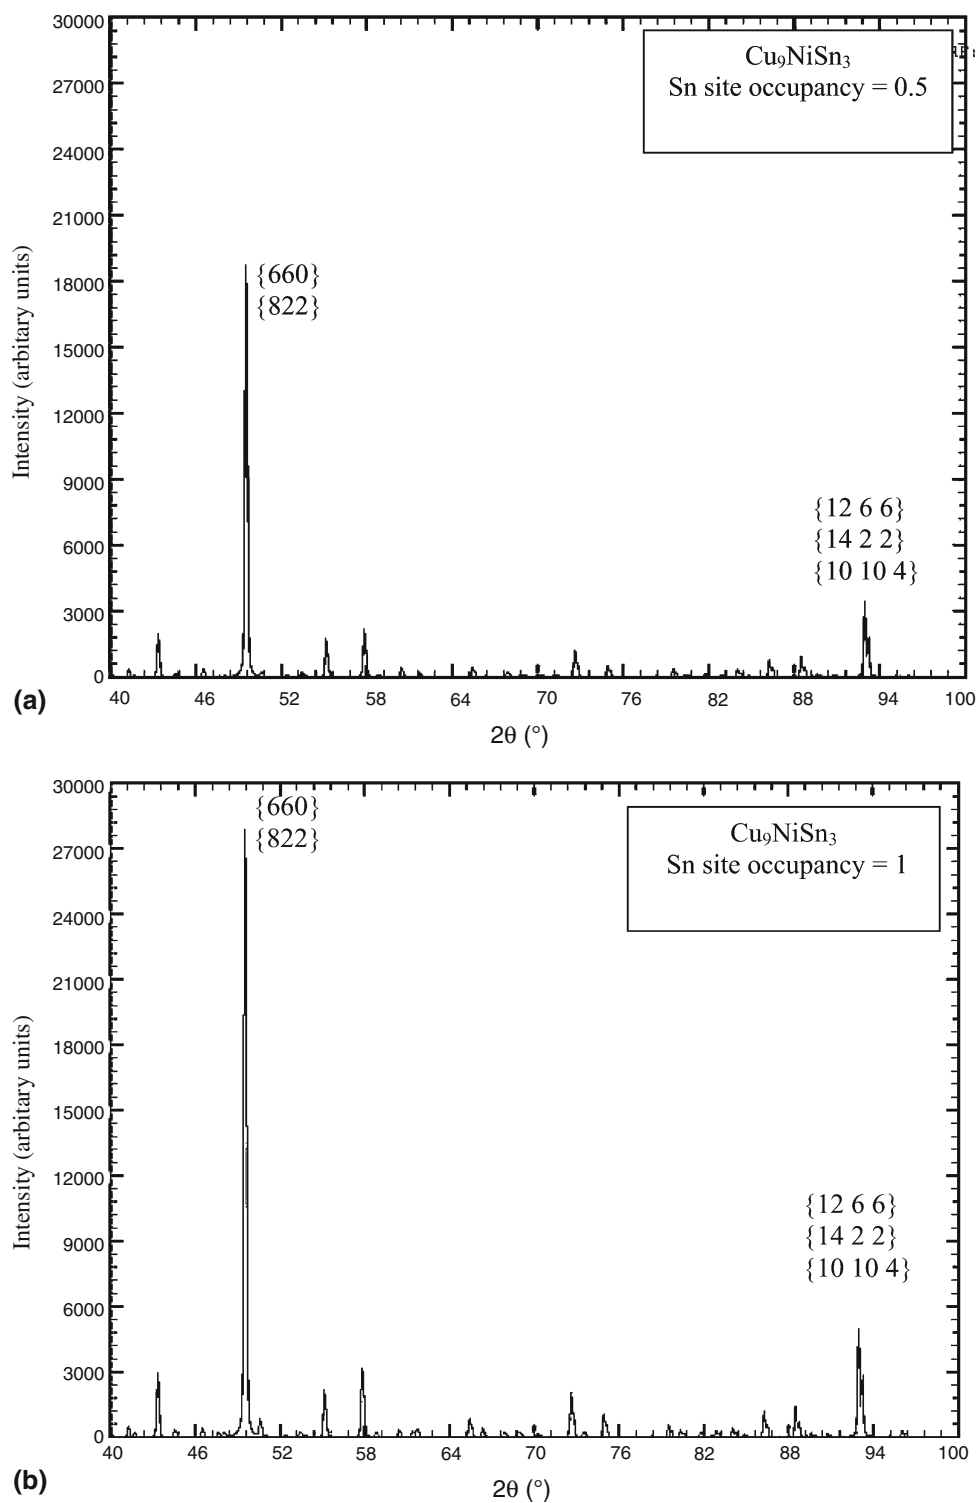 30000
27000
24000
21000
18000
15000
12000
9000
6000
3000
0
Intensity (arbitary units)
Cu₉NiSn₃
Sn site occupancy = 0.5
{660}
{822}
{12 6 6}
{14 2 2}
{10 10 4}
40 46 52 58 64 70 76 82 88 94 100
(a)
2θ (°)
30000
27000
24000
21000
18000
15000
12000
9000
6000
3000
0
Intensity (arbitary units)
{660}
{822}
Cu₉NiSn₃
Sn site occupancy = 1
{12 6 6}
{14 2 2}
{10 10 4}
40 46 52 58 64 70 76 82 88 94 100
(b)
2θ (°)